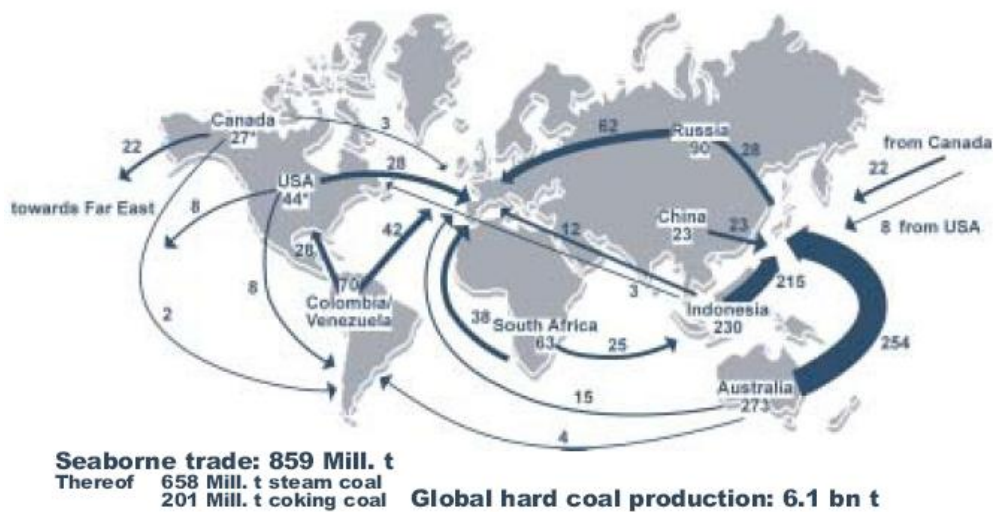 Canada
27*
3
22
towards Far East
USA
44*
28
8
8
2
28
42
70
Colombia/
Venezuela
62
Russia
90
28
from Canada
22
8 from USA
China
23
23
12
3
215
Indonesia
230
38
South Africa
63
25
254
Australia
273
15
4
Seaborne trade: 859 Mill. t
Thereof 658 Mill. t steam coal
201 Mill. t coking coal
Global hard coal production: 6.1 bn t